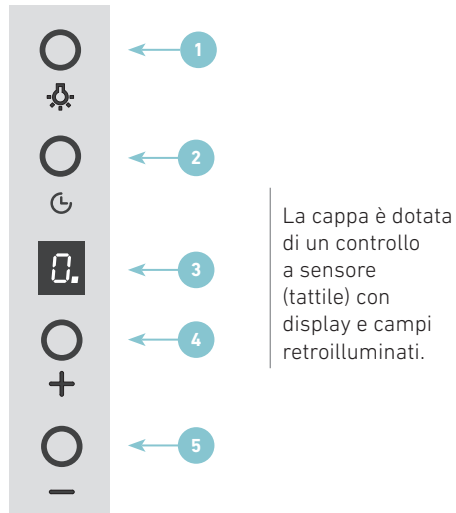 1
2
0.
3
4
+
5
−
La cappa è dotata
di un controllo
a sensore
(tattile) con
display e campi
retroilluminati.